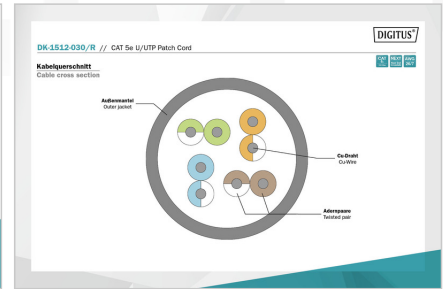 DIGITUS®
DK-1512-030/R // CAT 5e U/UTP Patch Cord
Kabelquerschnitt
Cable cross section
Außenmantel
Outer jacket
Cu-Draht
Cu-Wire
Adernpaare
Twisted pair